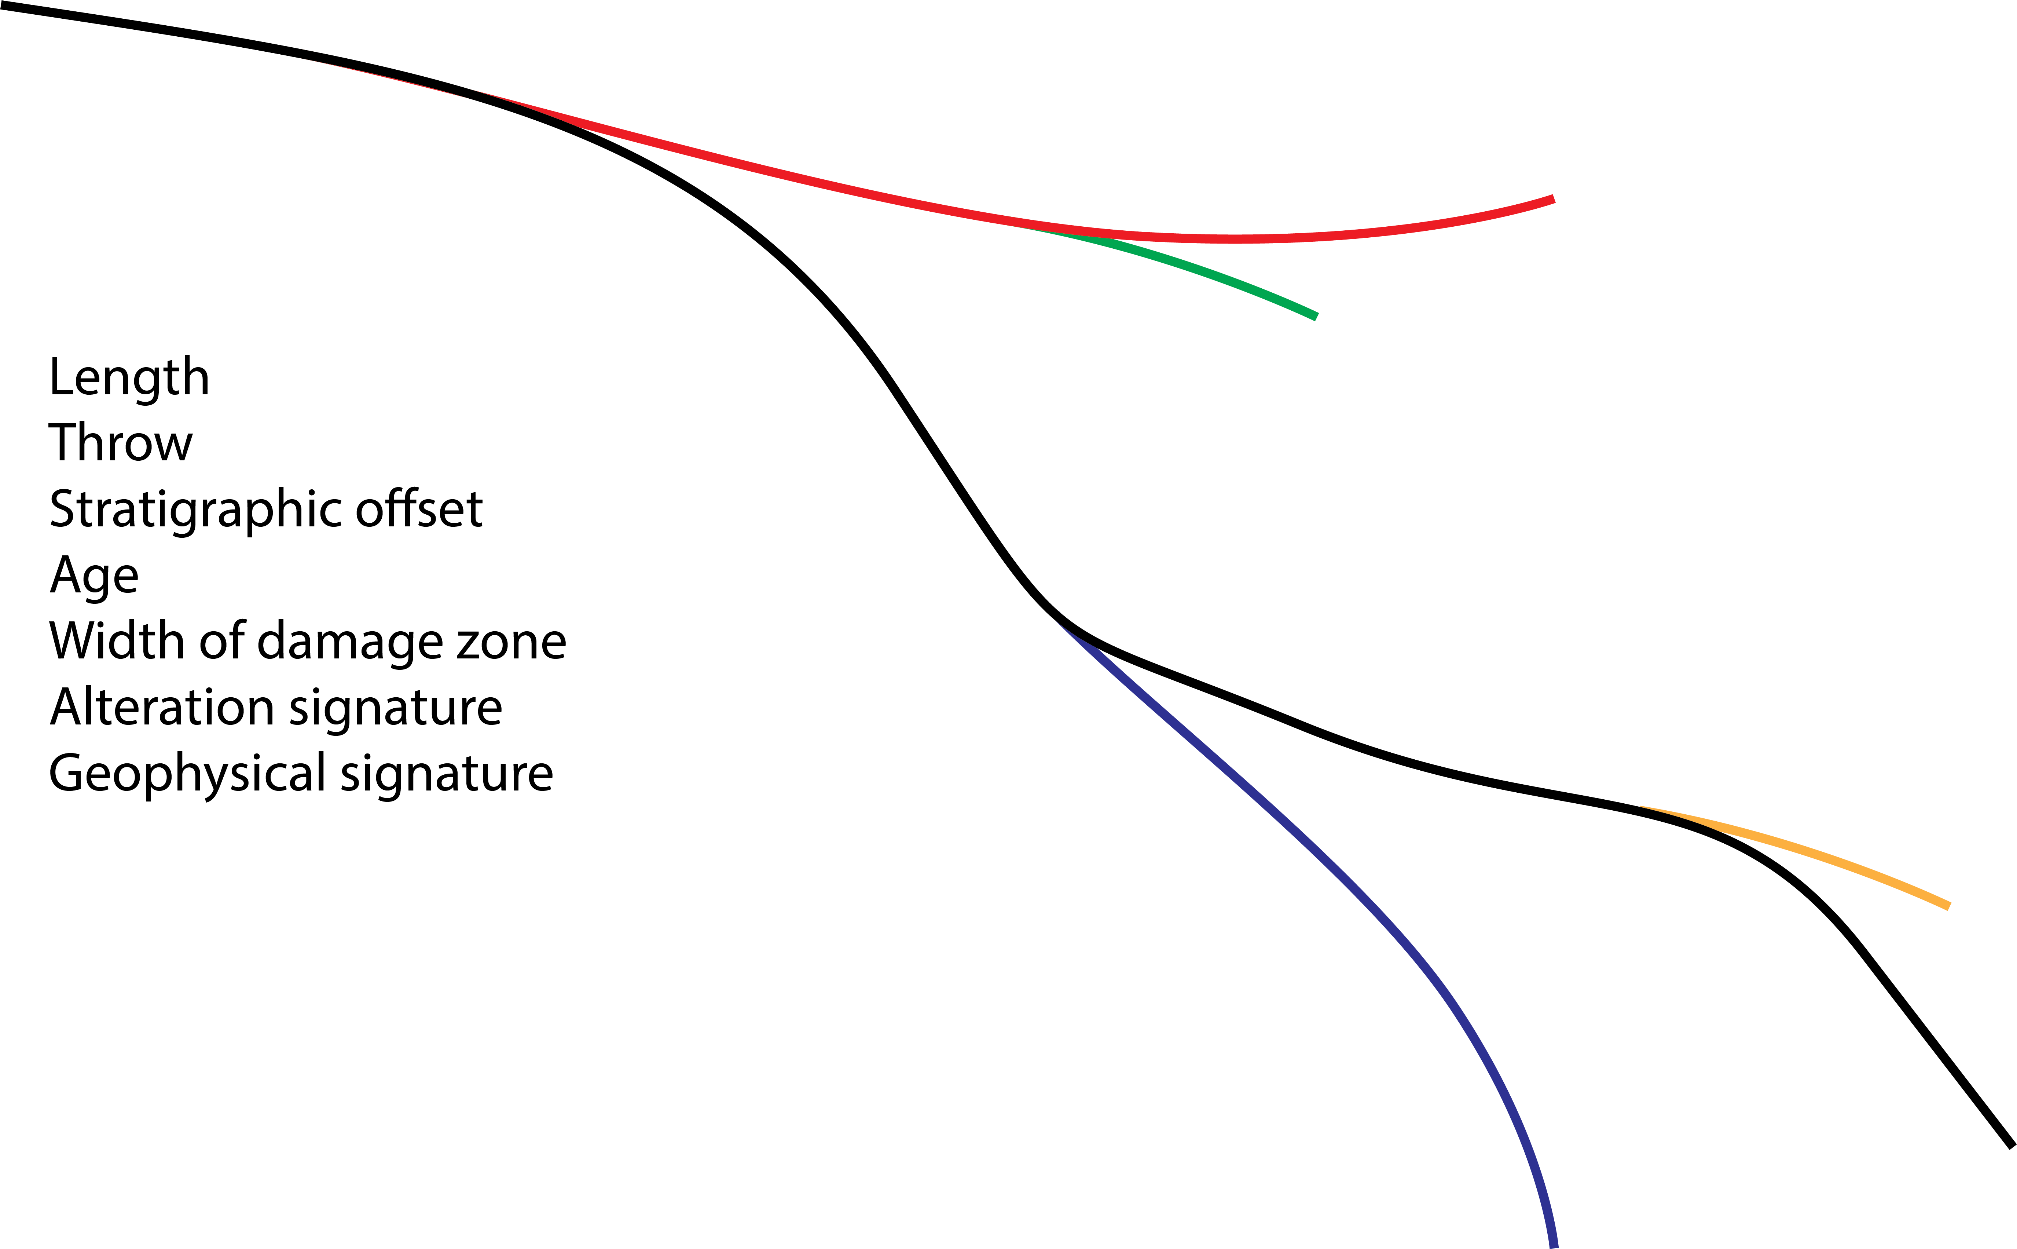 Length
Throw
Stratigraphic offset
Age
Width of damage zone
Alteration signature
Geophysical signature